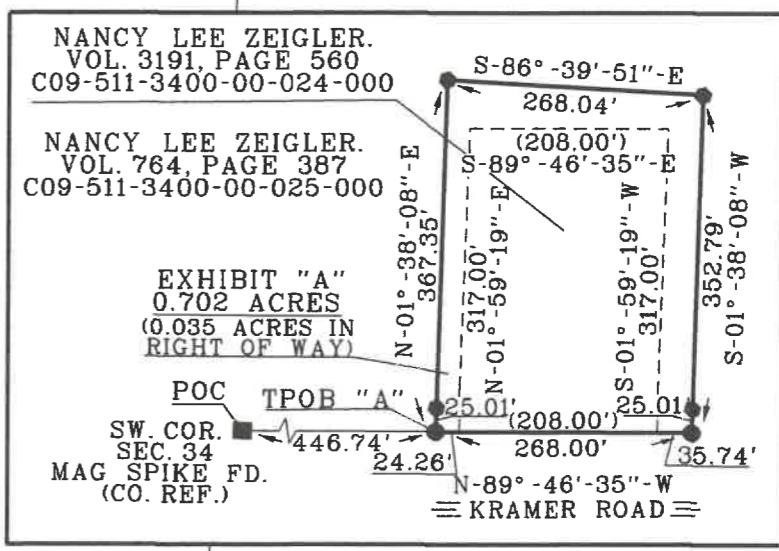 NANCY LEE ZEIGLER.
VOL. 3191, PAGE 560
C09-511-3400-00-024-000
NANCY LEE ZEIGLER.
VOL. 764, PAGE 387
C09-511-3400-00-025-000
S-86°-39'-51"-E
268.04'
(208.00')
S-89°-46'-35"-E
N-01°-38'-08"-E
367.35'
317.00'
N-01°-59'-19"-E
S-01°-59'-19"-W
317.00'
352.79'
S-01°-38'-08"-W
EXHIBIT "A"
0.702 ACRES
(0.035 ACRES IN
RIGHT OF WAY)
POC
TPOB "A"
25.01'
25.01'
(208.00')
SW. COR.
SEC. 34
MAG SPIKE FD.
(CO. REF.)
446.74'
24.26'
268.00'
35.74'
N-89°-46'-35"-W
KRAMER ROAD